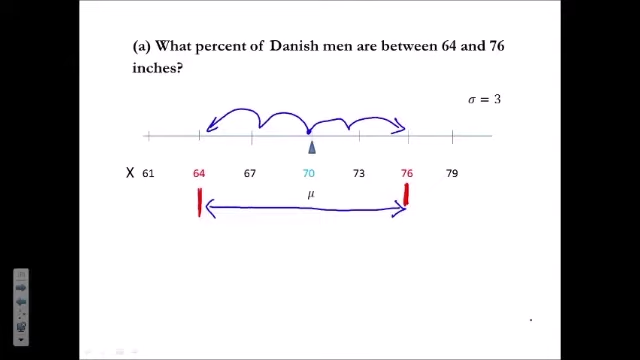 (a) What percent of Danish men are between 64 and 76
inches?
σ = 3
X 61 64 67 70 73 76 79
μ